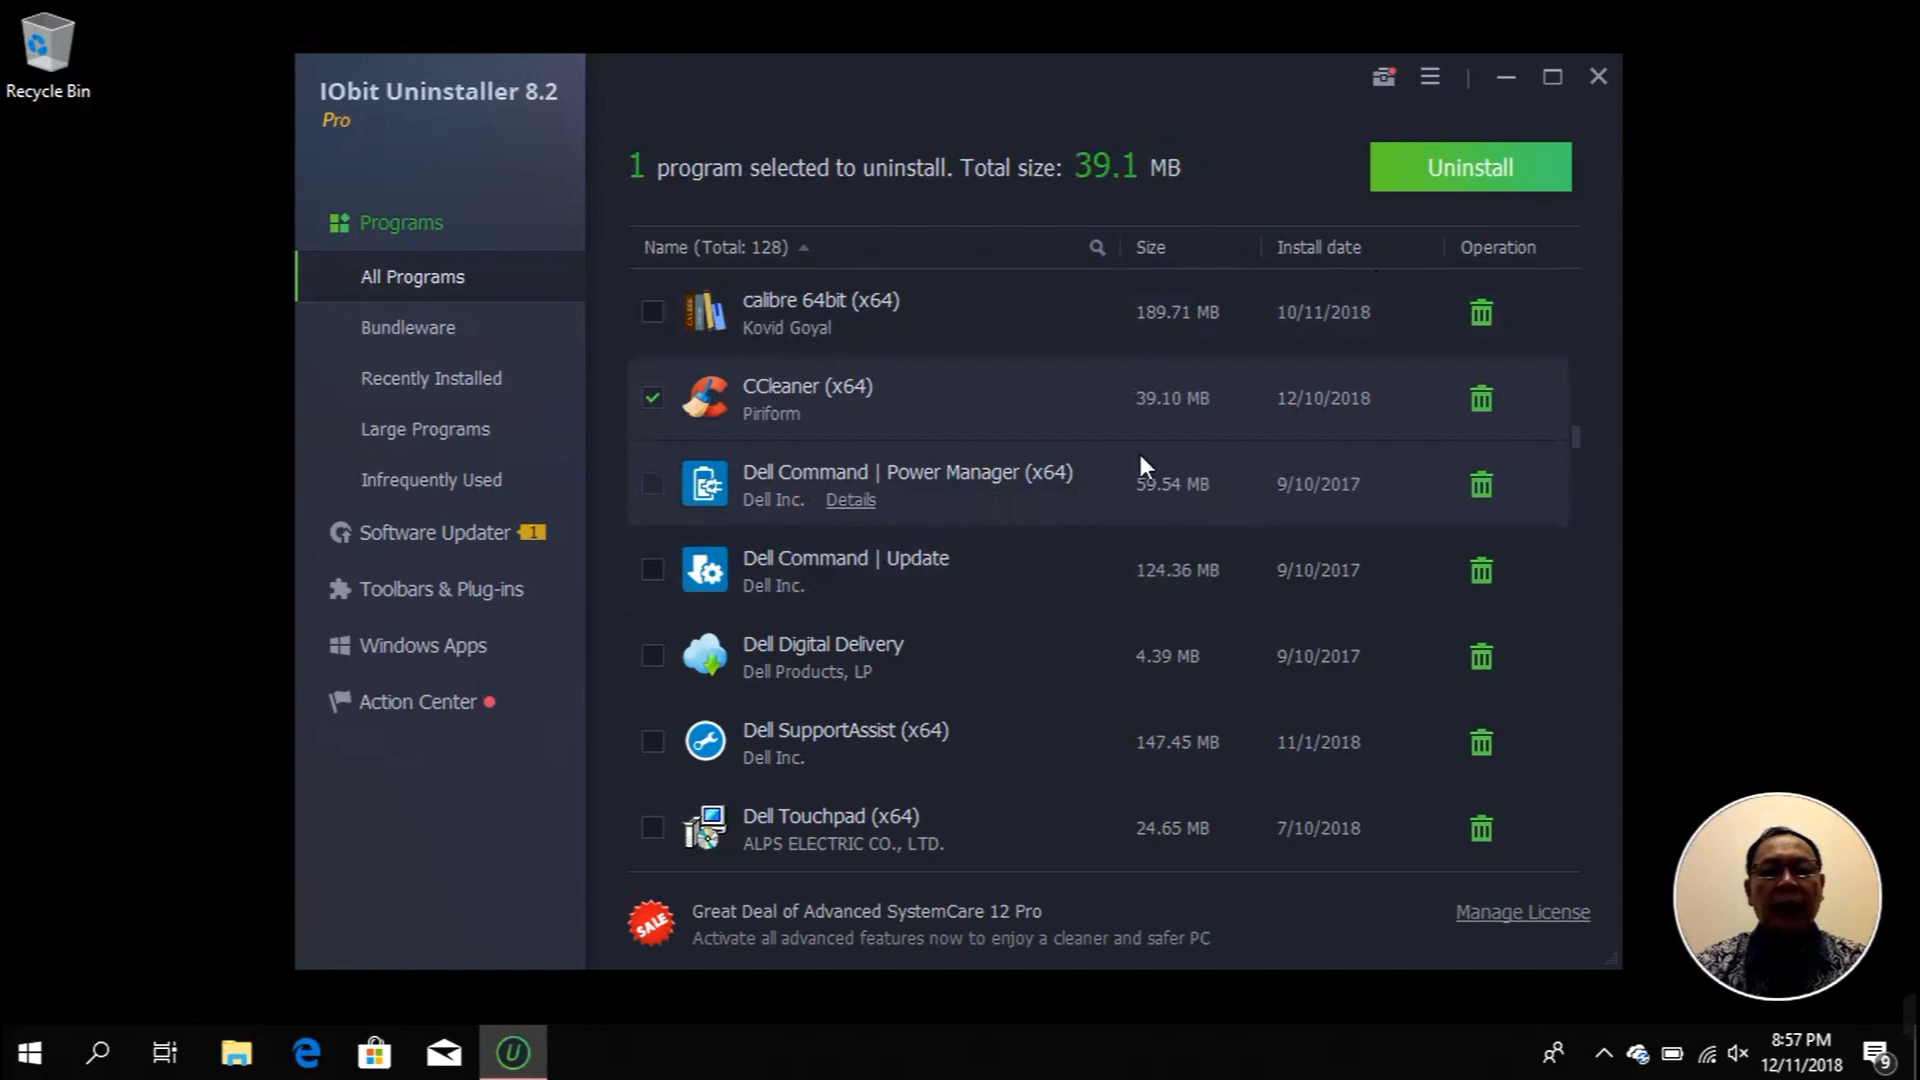 Recycle Bin
IObit Uninstaller 8.2
Pro
Programs
All Programs
Bundleware
Recently Installed
Large Programs
Infrequently Used
Software Updater 1
Toolbars & Plug-ins
Windows Apps
Action Center
1 program selected to uninstall. Total size: 39.1 MB
Uninstall
Name (Total: 128) Size Install date Operation
calibre 64bit (x64)
Kovid Goyal
189.71 MB 10/11/2018
CCleaner (x64)
Piriform
39.10 MB 12/10/2018
Dell Command | Power Manager (x64)
Dell Inc. Details
59.54 MB 9/10/2017
Dell Command | Update
Dell Inc.
124.36 MB 9/10/2017
Dell Digital Delivery
Dell Products, LP
4.39 MB 9/10/2017
Dell SupportAssist (x64)
Dell Inc.
147.45 MB 11/1/2018
Dell Touchpad (x64)
ALPS ELECTRIC CO., LTD.
24.65 MB 7/10/2018
SALE
Great Deal of Advanced SystemCare 12 Pro
Activate all advanced features now to enjoy a cleaner and safer PC
Manage License
8:57 PM
12/11/2018
9